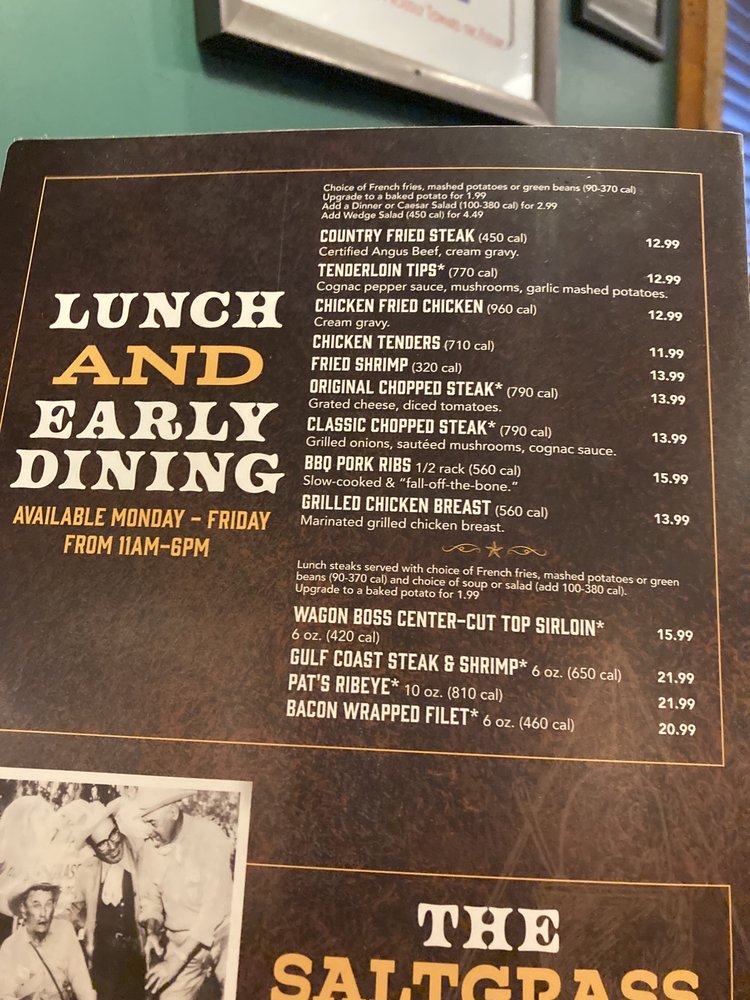 Choice of French fries, mashed potatoes or green beans (90-370 cal)
Upgrade to a baked potato for 1.99
Add a Dinner or Caesar Salad (100-380 cal) for 2.99
Add Wedge Salad (450 cal) for 4.49
LUNCH
AND
EARLY
DINING
AVAILABLE MONDAY – FRIDAY
FROM 11AM–6PM
COUNTRY FRIED STEAK (450 cal) 12.99
Certified Angus Beef, cream gravy.
TENDERLOIN TIPS* (770 cal) 12.99
Cognac pepper sauce, mushrooms, garlic mashed potatoes.
CHICKEN FRIED CHICKEN (960 cal) 12.99
Cream gravy.
CHICKEN TENDERS (710 cal) 11.99
FRIED SHRIMP (320 cal) 13.99
ORIGINAL CHOPPED STEAK* (790 cal) 13.99
Grated cheese, diced tomatoes.
CLASSIC CHOPPED STEAK* (790 cal) 13.99
Grilled onions, sautéed mushrooms, cognac sauce.
BBQ PORK RIBS 1/2 rack (560 cal) 15.99
Slow-cooked & “fall-off-the-bone.”
GRILLED CHICKEN BREAST (560 cal) 13.99
Marinated grilled chicken breast.
Lunch steaks served with choice of French fries, mashed potatoes or green
beans (90-370 cal) and choice of soup or salad (add 100-380 cal).
Upgrade to a baked potato for 1.99
WAGON BOSS CENTER-CUT TOP SIRLOIN* 15.99
6 oz. (420 cal)
GULF COAST STEAK & SHRIMP* 6 oz. (650 cal) 21.99
PAT'S RIBEYE* 10 oz. (810 cal) 21.99
BACON WRAPPED FILET* 6 oz. (460 cal) 20.99
THE
SALTGRASS